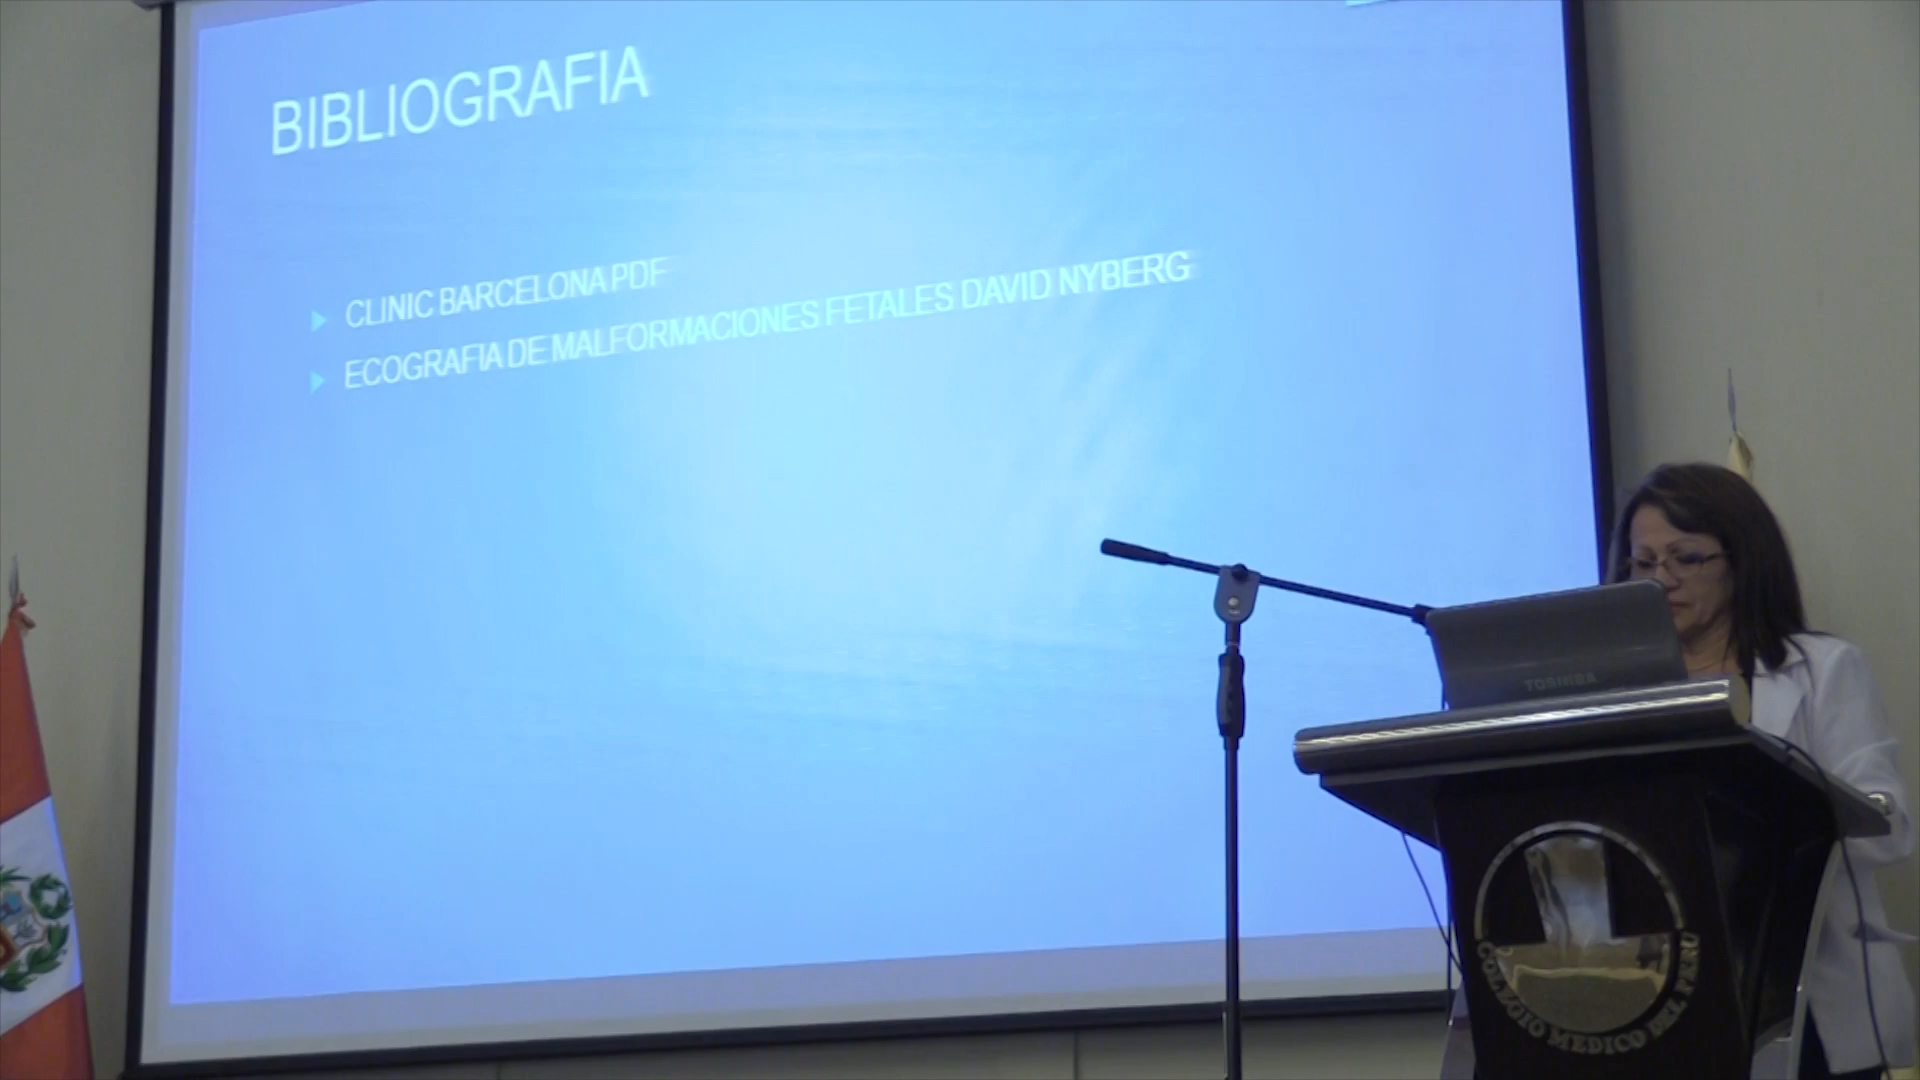 BIBLIOGRAFIA
CLINIC BARCELONA PDF
ECOGRAFIA DE MALFORMACIONES FETALES DAVID NYBERG
TOSHIBA
COLEGIO MEDICO DEL PERU